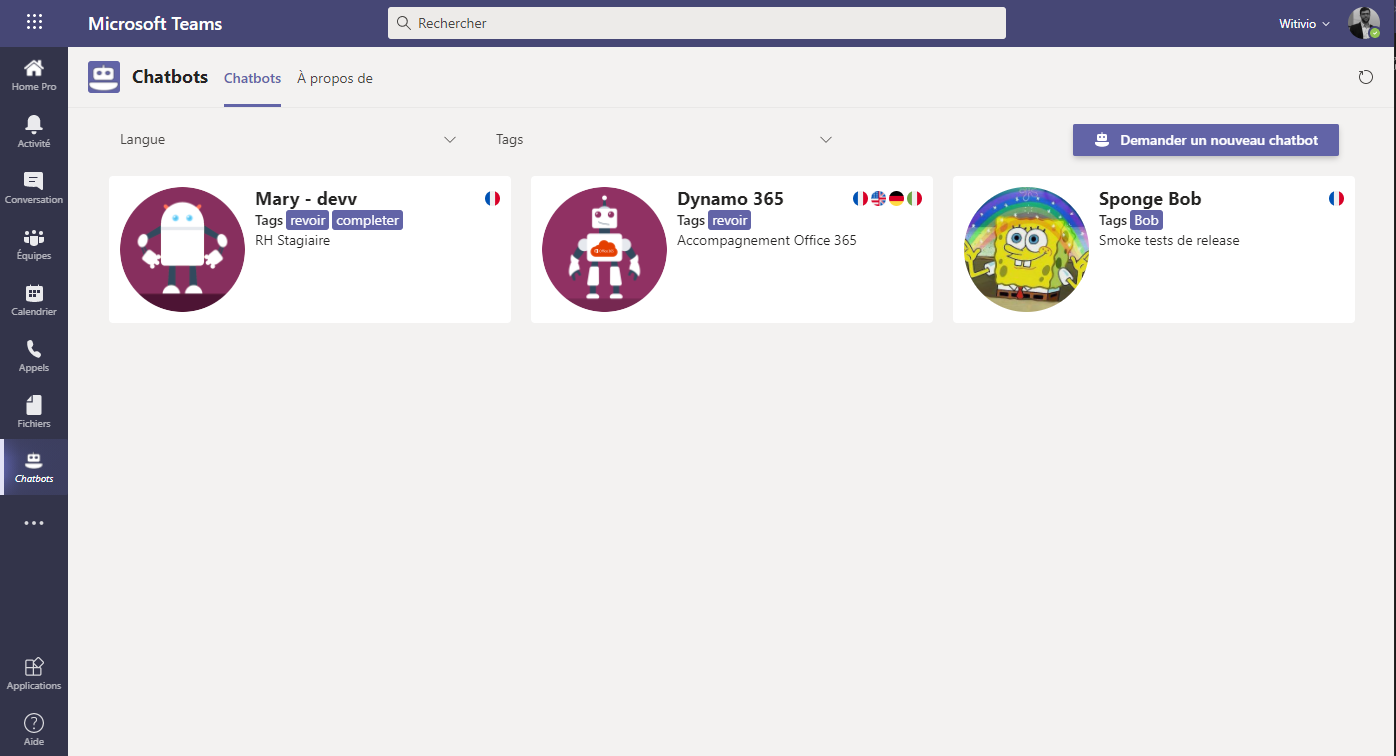 Microsoft Teams
Rechercher
Witivio
Home Pro
Activité
Conversation
Équipes
Calendrier
Appels
Fichiers
Chatbots
Applications
Aide
Chatbots Chatbots À propos de
Langue
Tags
Demander un nouveau chatbot
Mary - devv
Tags revoir completer
RH Stagiaire
Dynamo 365
Tags revoir
Accompagnement Office 365
Sponge Bob
Tags Bob
Smoke tests de release